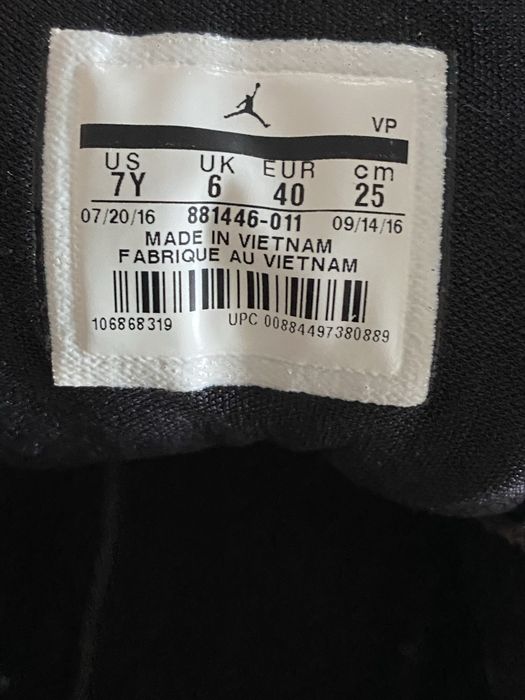 VP
US UK EUR cm
7Y 6 40 25
07/20/16 881446-011 09/14/16
MADE IN VIETNAM
FABRIQUE AU VIETNAM
106868319 UPC 00884497380889